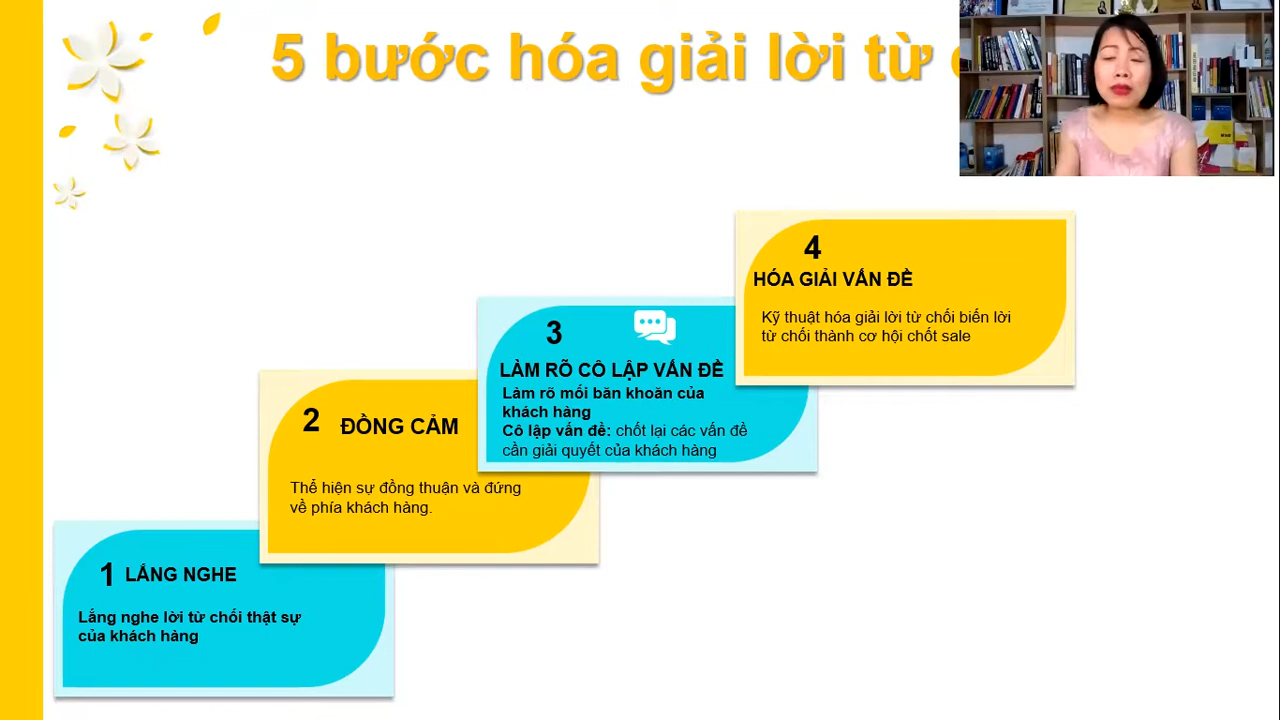 5 bước hóa giải lời từ
1 LẮNG NGHE
Lắng nghe lời từ chối thật sự
của khách hàng
2 ĐỒNG CẢM
Thể hiện sự đồng thuận và đứng
về phía khách hàng.
3
LÀM RÕ CÔ LẬP VẤN ĐỀ
Làm rõ mối băn khoăn của
khách hàng
Cô lập vấn đề: chốt lại các vấn đề
cần giải quyết của khách hàng
4
HÓA GIẢI VẤN ĐỀ
Kỹ thuật hóa giải lời từ chối biến lời
từ chối thành cơ hội chốt sale